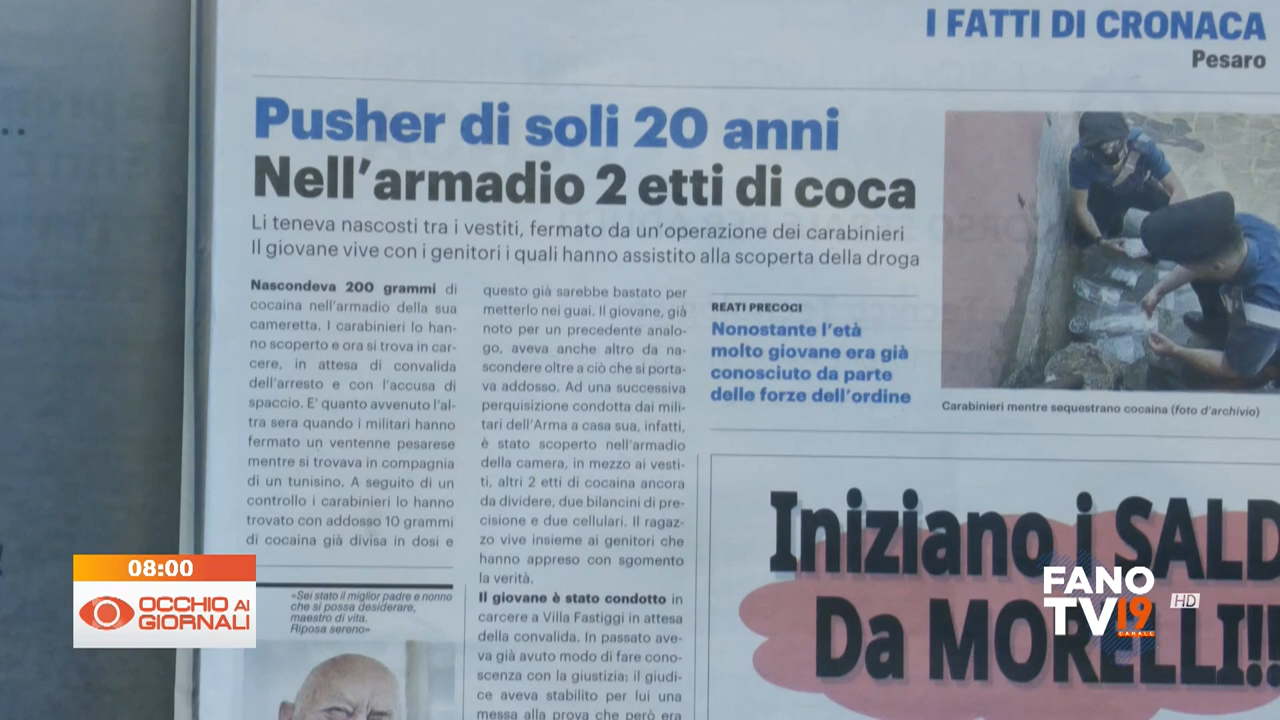 I FATTI DI CRONACA
Pesaro
Pusher di soli 20 anni
Nell'armadio 2 etti di coca
Li teneva nascosti tra i vestiti, fermato da un'operazione dei carabinieri
Il giovane vive con i genitori i quali hanno assistito alla scoperta della droga
Nascondeva 200 grammi di
cocaina nell'armadio della sua
cameretta. I carabinieri lo han-
no scoperto e ora si trova in car-
cere, in attesa di convalida
dell'arresto e con l'accusa di
spaccio. E' quanto avvenuto l'al-
tra sera quando i militari hanno
fermato un ventenne pesarese
mentre si trovava in compagnia
di un tunisino. A seguito di un
controllo i carabinieri lo hanno
trovato con addosso 10 grammi
di cocaina già divisa in dosi e
questo già sarebbe bastato per
metterlo nei guai. Il giovane, già
noto per un precedente analo-
go, aveva anche altro da na-
scondere oltre a ciò che si porta-
va addosso. Ad una successiva
perquisizione condotta dai mili-
tari dell'Arma a casa sua, infatti,
è stato scoperto nell'armadio
della camera, in mezzo ai vesti-
ti, altri 2 etti di cocaina ancora
da dividere, due bilancini di pre-
cisione e due cellulari. Il ragaz-
zo vive insieme ai genitori che
hanno appreso con sgomento
la verità.
Il giovane è stato condotto in
carcere a Villa Fastiggi in attesa
della convalida. In passato ave-
va già avuto modo di fare cono-
scenza con la giustizia: il giudi-
ce aveva stabilito per lui una
messa alla prova che però era
REATI PRECOCI
Nonostante l'età
molto giovane era già
conosciuto da parte
delle forze dell'ordine
Carabinieri mentre sequestrano cocaina (foto d'archivio)
Iniziano i SALD
Da MORELLI!!
«Sei stato il miglior padre e nonno
che si possa desiderare,
maestro di vita.
Riposa sereno»
08:00
OCCHIO AI
GIORNALI
FANO
TV19
CANALE
HD